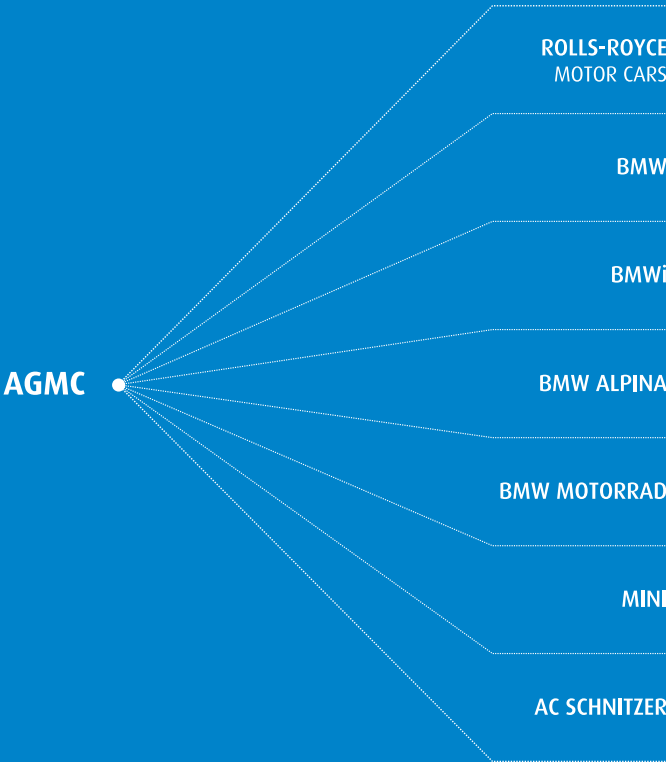 ROLLS-ROYCE
MOTOR CARS
BMW
BMWi
AGMC
BMW ALPINA
BMW MOTORRAD
MINI
AC SCHNITZER